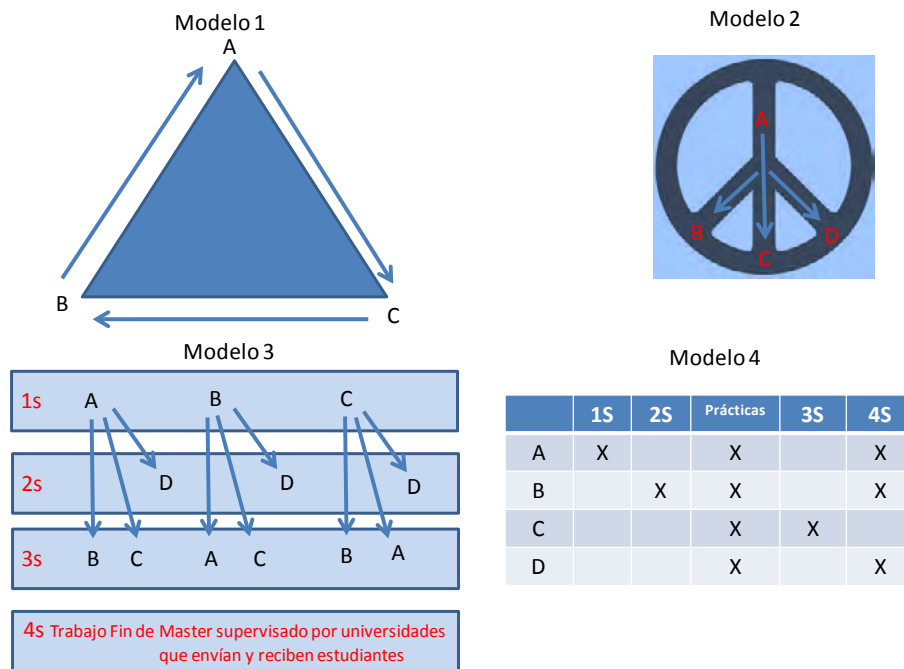 Modelo 1
A
B
C
Modelo 2
A
B
D
C
Modelo 3
1s A B C
2s D D D
3s B C A C B A
4s Trabajo Fin de Master supervisado por universidades
que envían y reciben estudiantes
Modelo 4
1S 2S Prácticas 3S 4S
A X X X
B X X X
C X X
D X X